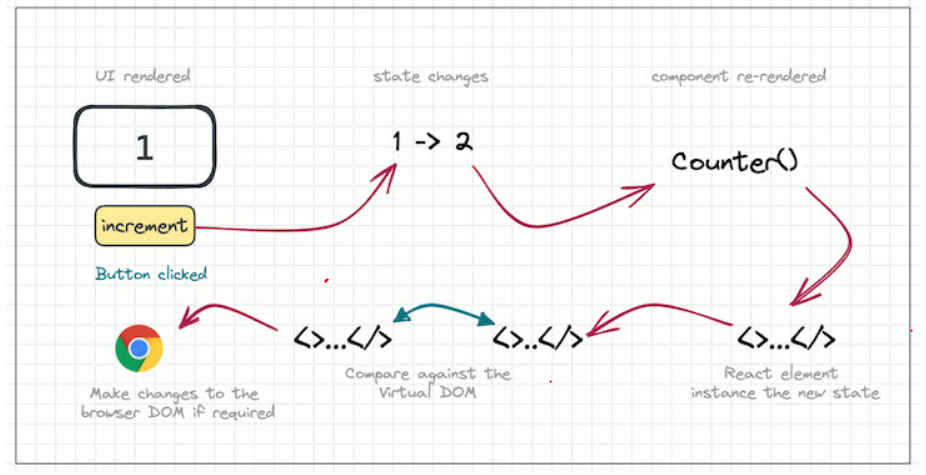 UI rendered
state changes
component re-rendered
1
1 -> 2
Counter()
increment
Button clicked
<>...</>
<>..</>
<>...</>
Compare against the
Virtual DOM
React element
instance the new state
Make changes to the
browser DOM if required